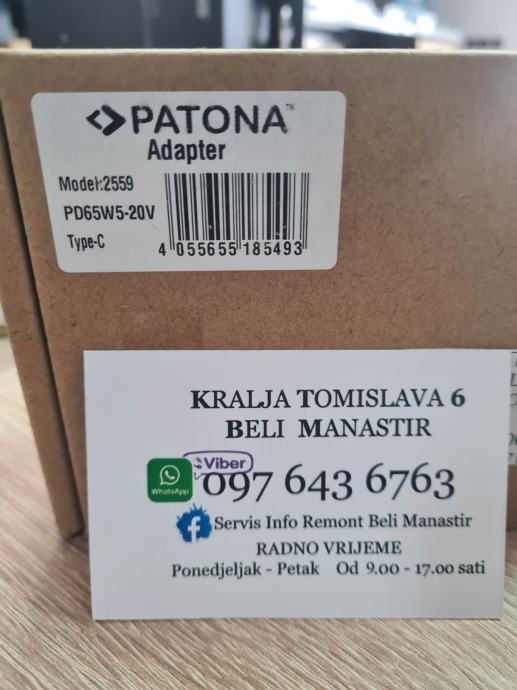 PATONA™
Adapter
Model:2559
PD65W5-20V
Type-C
4 055655 185493
KRALJA TOMISLAVA 6
BELI MANASTIR
WhatsApp
Viber
097 643 6763
Servis Info Remont Beli Manastir
RADNO VRIJEME
Ponedjeljak - Petak Od 9.00 - 17.00 sati